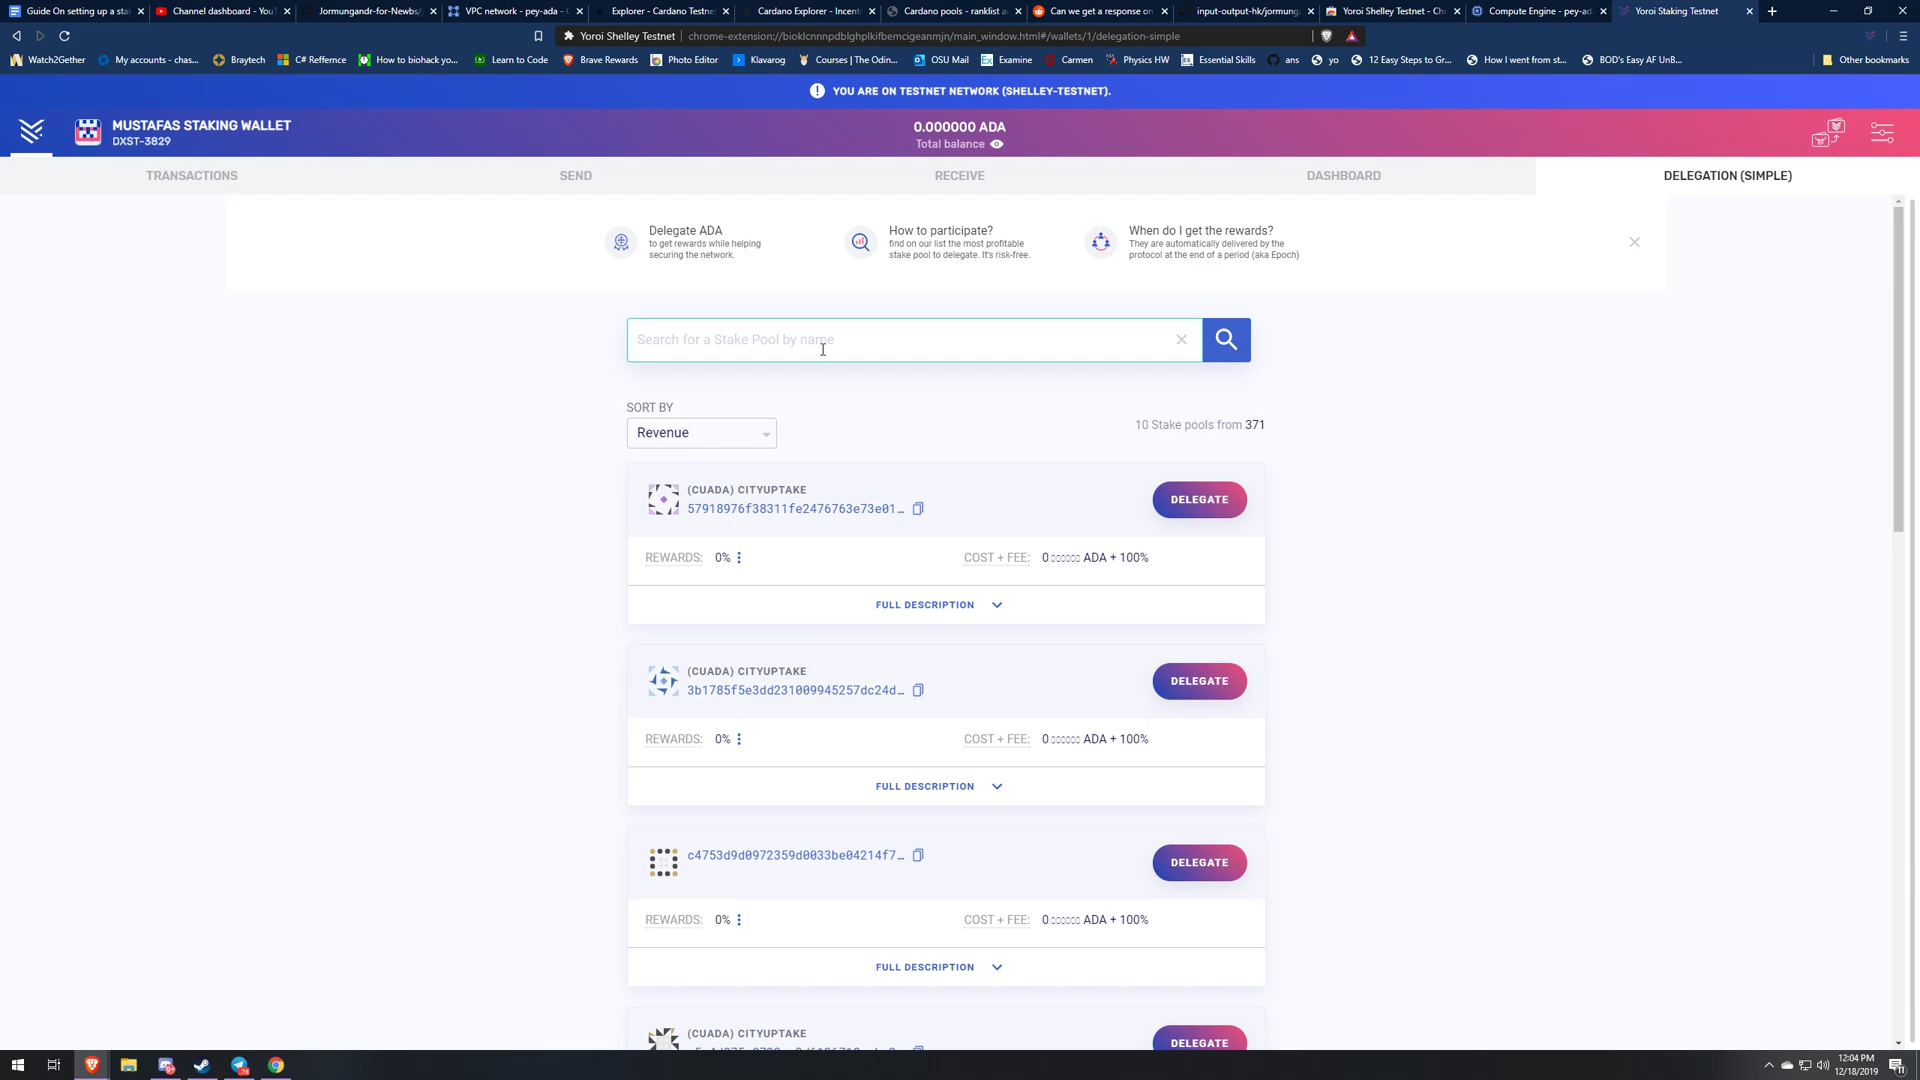 Guide On setting up a sta
Channel dashboard - YouT
Jormungandr-for-Newbs/
VPC network - pey-ada - G
Explorer - Cardano Testne
Cardano Explorer - Incenti
Cardano pools - ranklist a
Can we get a response on
input-output-hk/jormung
Yoroi Shelley Testnet - Ch
Compute Engine - pey-ad
Yoroi Staking Testnet
Yoroi Shelley Testnet
chrome-extension://bioklcnnnpdblghplkifbemcigeanmjn/main_window.html#/wallets/1/delegation-simple
Watch2Gether
My accounts - chas...
Braytech
C# Reffernce
How to biohack yo...
Learn to Code
Brave Rewards
Photo Editor
Klavarog
Courses | The Odin...
OSU Mail
Examine
Carmen
Physics HW
Essential Skills
ans
yo
12 Easy Steps to Gr...
How I went from st...
BOD's Easy AF UnB...
Other bookmarks
YOU ARE ON TESTNET NETWORK (SHELLEY-TESTNET).
MUSTAFAS STAKING WALLET
DXST-3829
0.000000 ADA
Total balance
TRANSACTIONS
SEND
RECEIVE
DASHBOARD
DELEGATION (SIMPLE)
Delegate ADA
to get rewards while helping
securing the network.
How to participate?
find on our list the most profitable
stake pool to delegate. It's risk-free.
When do I get the rewards?
They are automatically delivered by the
protocol at the end of a period (aka Epoch)
Search for a Stake Pool by name
SORT BY
Revenue
10 Stake pools from 371
(CUADA) CITYUPTAKE
57918976f38311fe2476763e73e01...
DELEGATE
REWARDS: 0%
COST + FEE: 0.000000 ADA + 100%
FULL DESCRIPTION
(CUADA) CITYUPTAKE
3b1785f5e3dd231009945257dc24d...
DELEGATE
REWARDS: 0%
COST + FEE: 0.000000 ADA + 100%
FULL DESCRIPTION
c4753d9d0972359d0033be04214f7...
DELEGATE
REWARDS: 0%
COST + FEE: 0.000000 ADA + 100%
FULL DESCRIPTION
(CUADA) CITYUPTAKE
DELEGATE
12:04 PM
12/18/2019